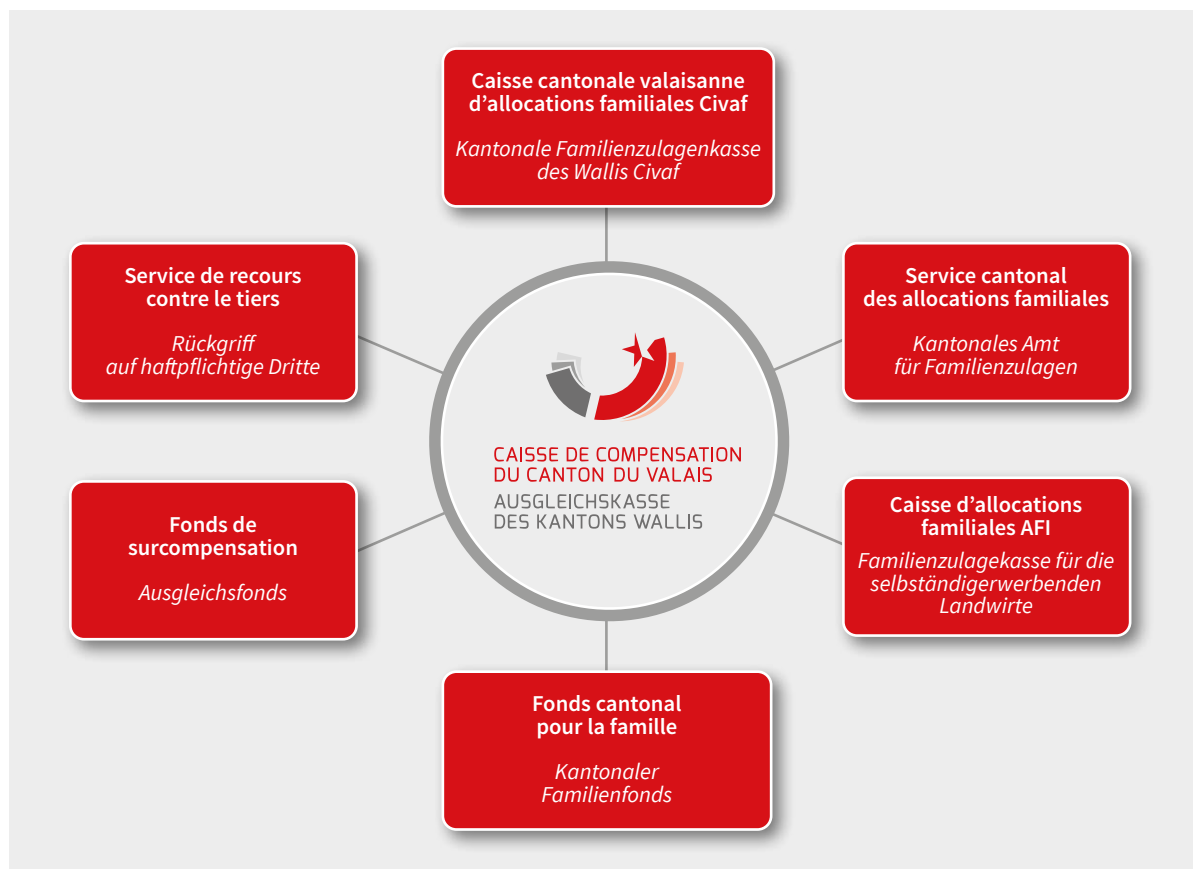 Caisse cantonale valaisanne
d’allocations familiales Civaf
Kantonale Familienzulagenkasse
des Wallis Civaf
Service de recours
contre le tiers
Rückgriff
auf haftpflichtige Dritte
Service cantonal
des allocations familiales
Kantonales Amt
für Familienzulagen
CAISSE DE COMPENSATION
DU CANTON DU VALAIS
AUSGLEICHSKASSE
DES KANTONS WALLIS
Fonds de
surcompensation
Ausgleichsfonds
Caisse d’allocations
familiales AFI
Familienzulagekasse für die
selbständigerwerbenden
Landwirte
Fonds cantonal
pour la famille
Kantonaler
Familienfonds